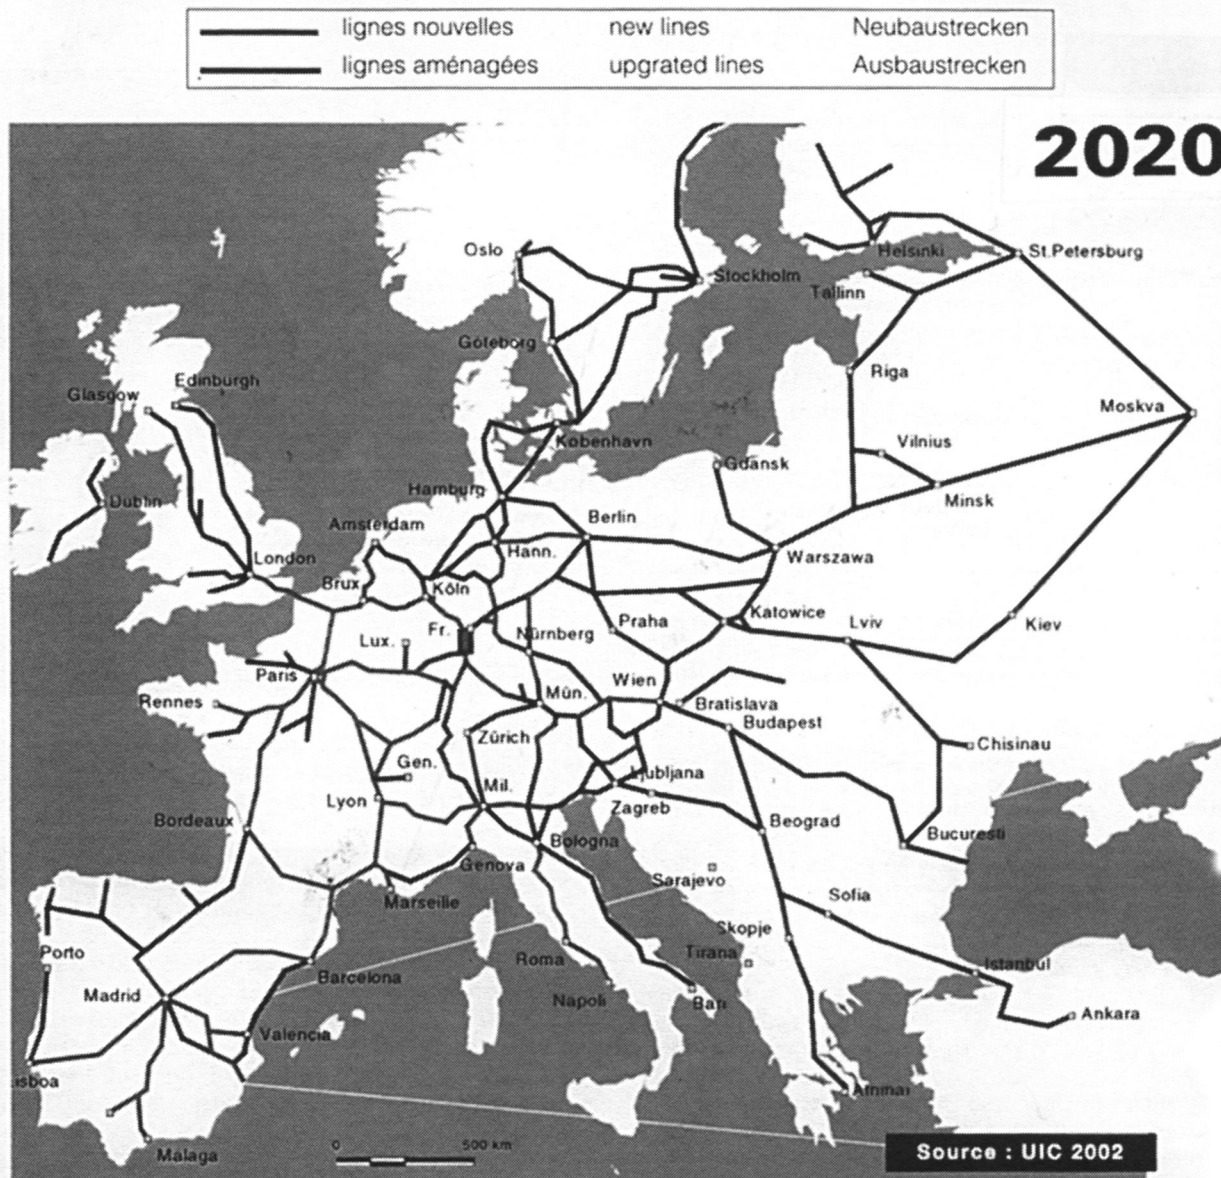 lignes nouvelles new lines Neubaustrecken
lignes aménagées upgrated lines Ausbaustrecken
2020
Oslo
Helsinki
St.Petersburg
Stockholm
Tallinn
Göteborg
Riga
Edinburgh
Glasgow
Moskva
Kobenhavn
Vilnius
Gdansk
Hamburg
Dublin
Minsk
Amsterdam
Berlin
Hann.
Warszawa
London
Brux
Köln
Katowice
Praha
Lviv
Kiev
Fr.
Nürnberg
Lux.
Paris
Wien
Mün.
Rennes
Bratislava
Budapest
Zürich
Chisinau
Gen.
Ljubljana
Mil.
Lyon
Zagreb
Bordeaux
Beograd
Bucuresti
Bologna
Genova
Sarajevo
Marseille
Sofia
Skopje
Porto
Tirana
Roma
Istanbul
Barcelona
Madrid
Napoli
Bari
Ankara
Valencia
isboa
Malaga
0 500 km
Source : UIC 2002